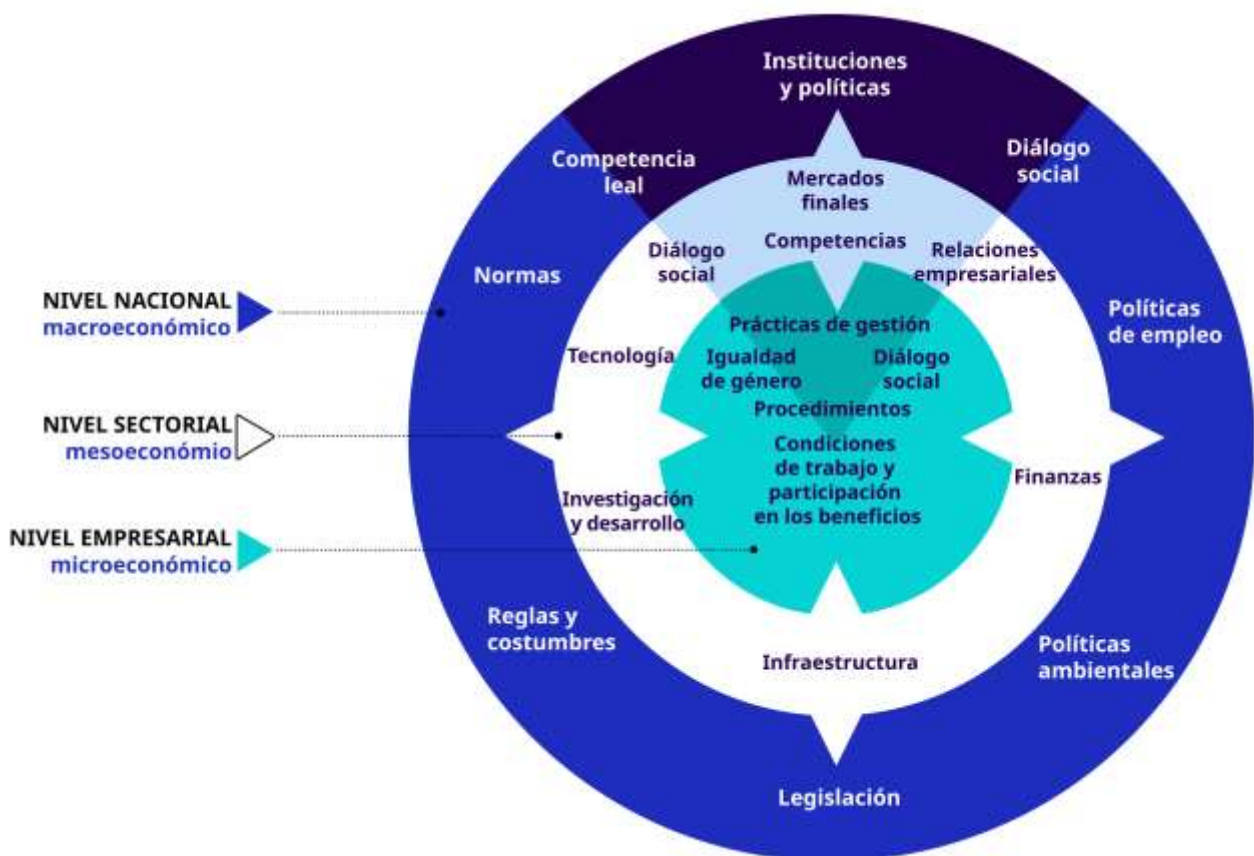 Instituciones
y políticas
Competencia
leal
Diálogo
social
Mercados
finales
Diálogo
social
Competencias
Relaciones
empresariales
Normas
NIVEL NACIONAL
macroeconómico
Políticas
de empleo
Prácticas de gestión
Tecnología
Igualdad
de género
Diálogo
social
Procedimientos
NIVEL SECTORIAL
mesoeconómio
Condiciones
de trabajo y
participación
en los beneficios
Finanzas
Investigación
y desarrollo
NIVEL EMPRESARIAL
microeconómico
Reglas y
costumbres
Infraestructura
Políticas
ambientales
Legislación